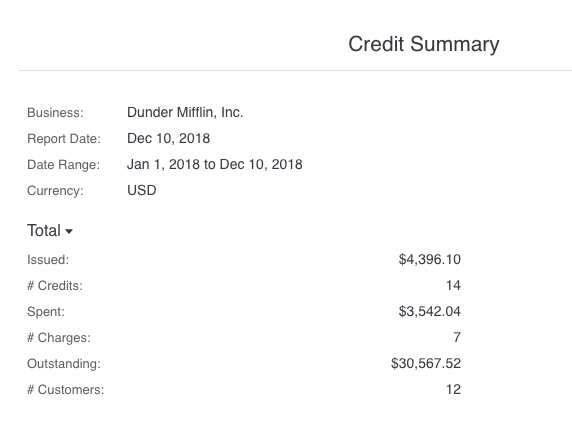 Credit Summary
Business: Dunder Mifflin, Inc.
Report Date: Dec 10, 2018
Date Range: Jan 1, 2018 to Dec 10, 2018
Currency: USD
Total
Issued: $4,396.10
# Credits: 14
Spent: $3,542.04
# Charges: 7
Outstanding: $30,567.52
# Customers: 12